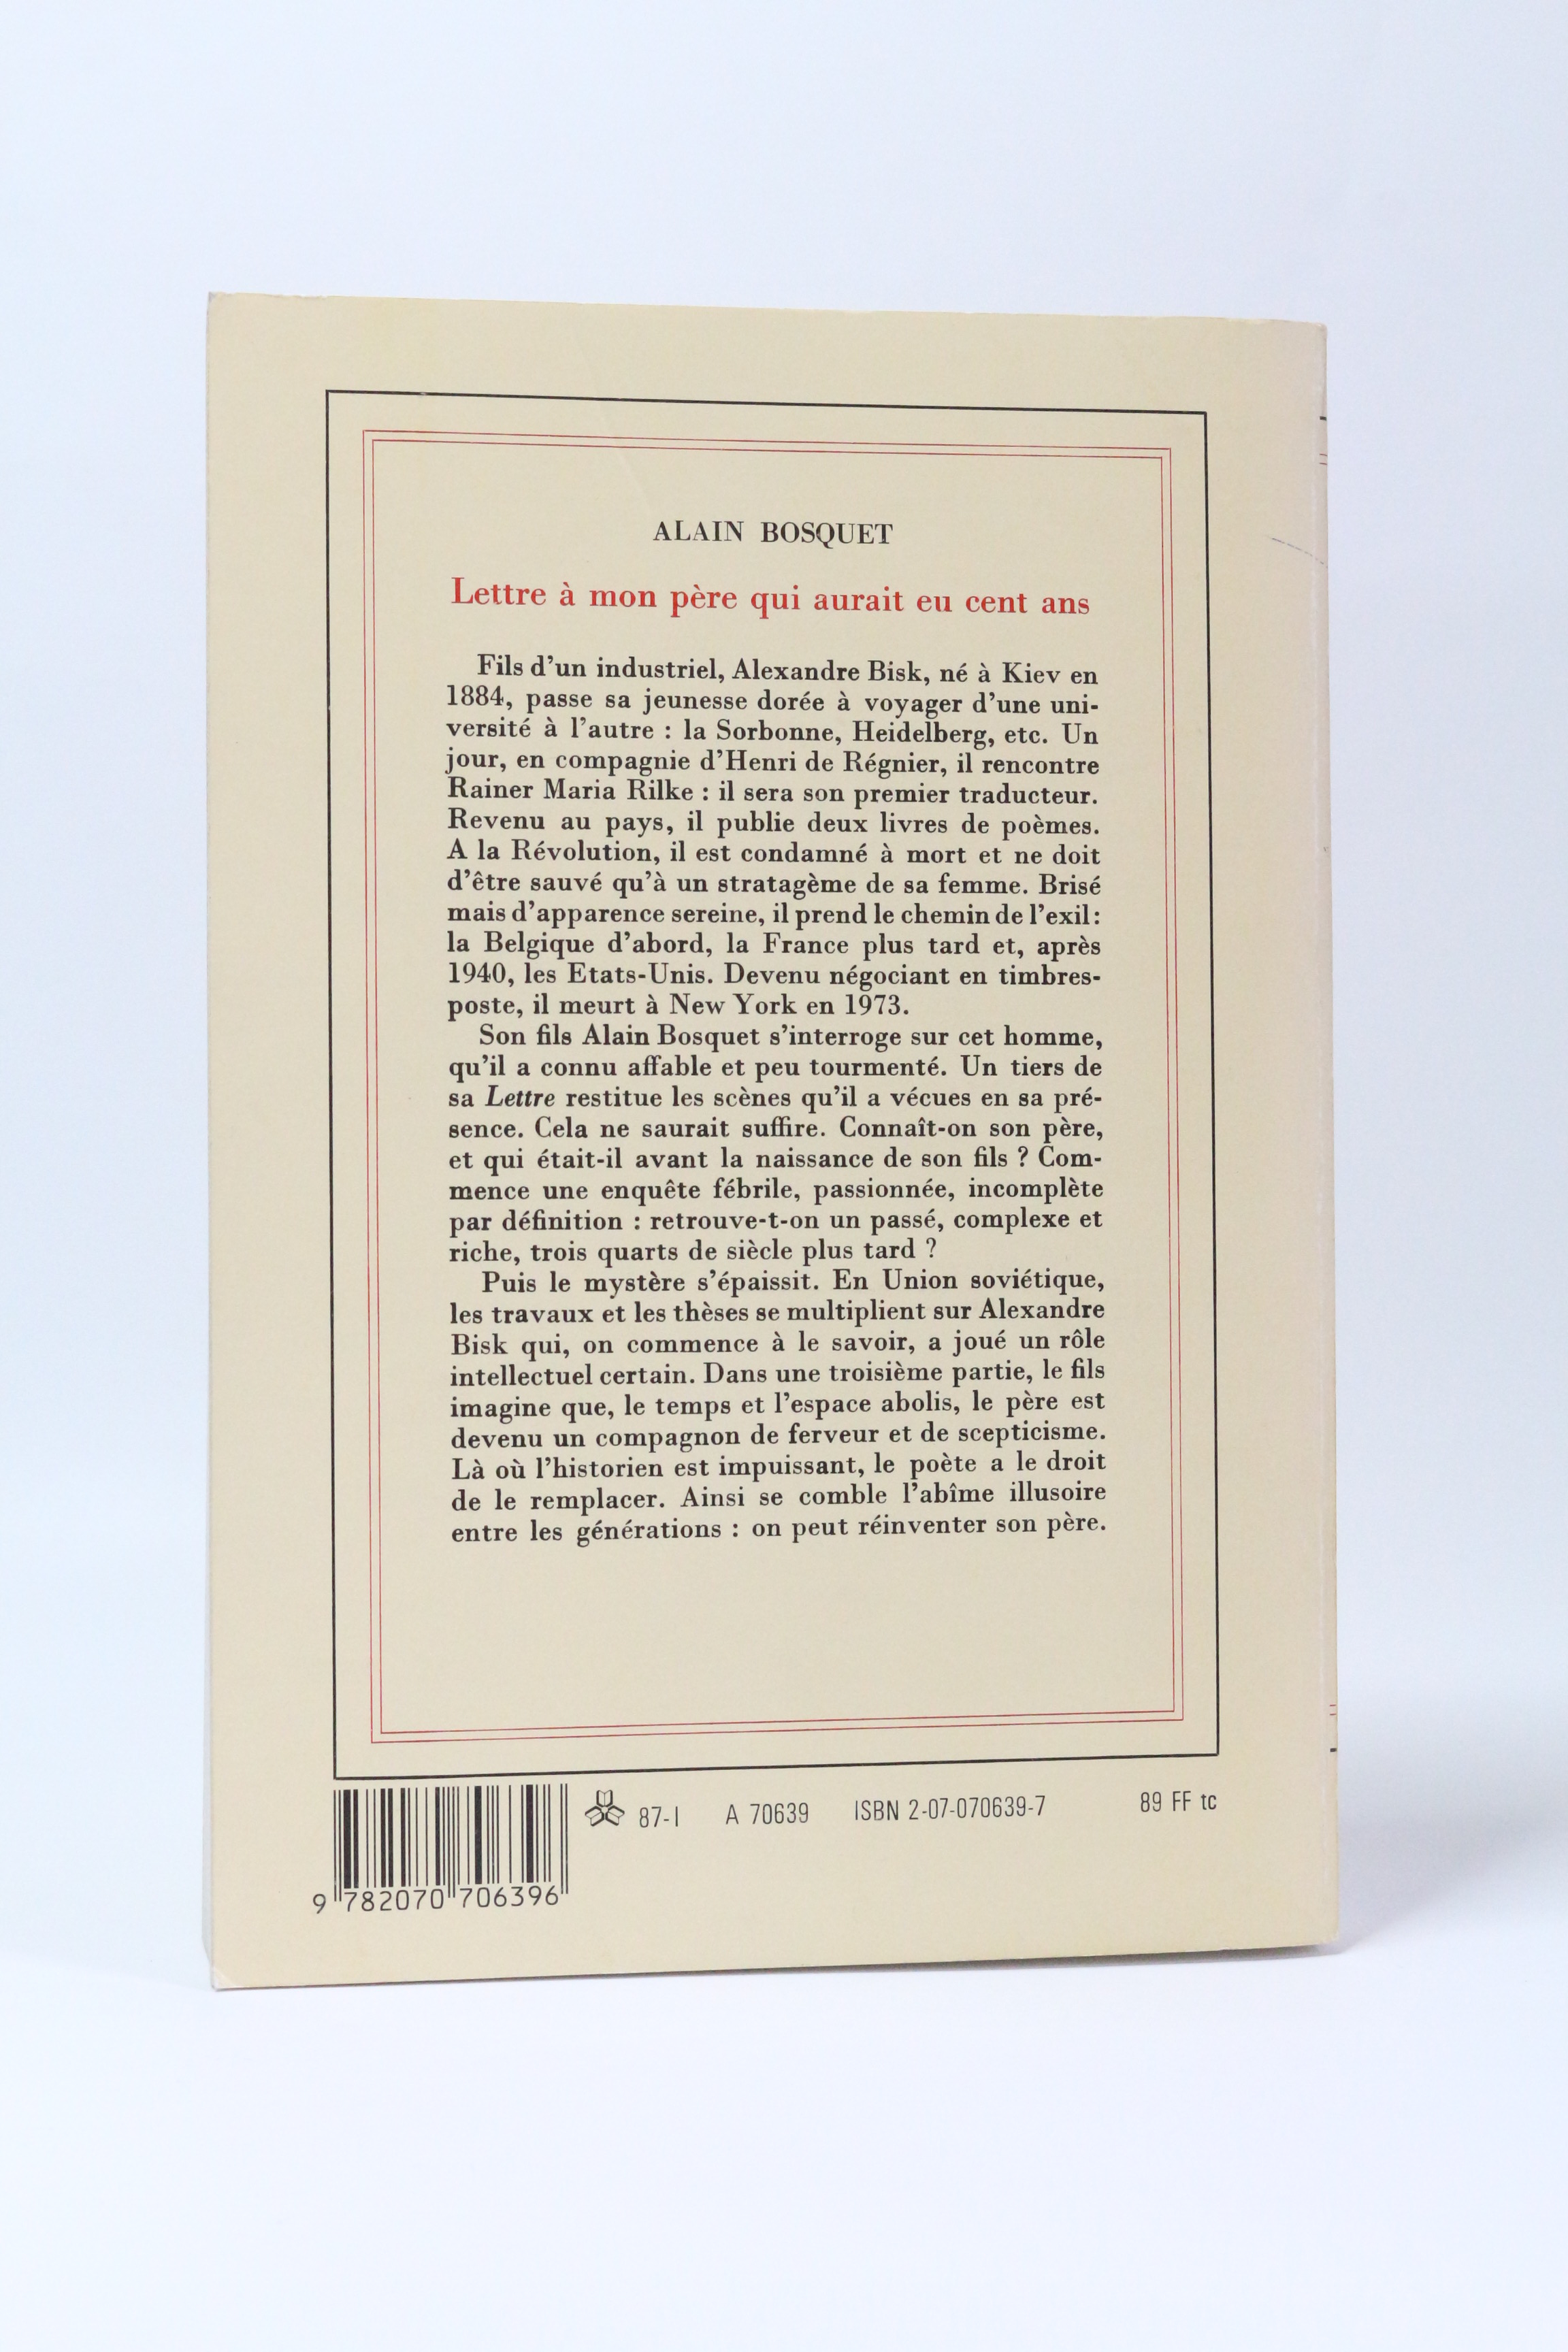 ALAIN BOSQUET
Lettre à mon père qui aurait eu cent ans
Fils d'un industriel, Alexandre Bisk, né à Kiev en
1884, passe sa jeunesse dorée à voyager d'une uni-
versité à l'autre : la Sorbonne, Heidelberg, etc. Un
jour, en compagnie d'Henri de Régnier, il rencontre
Rainer Maria Rilke : il sera son premier traducteur.
Revenu au pays, il publie deux livres de poèmes.
A la Révolution, il est condamné à mort et ne doit
d'être sauvé qu'à un stratagème de sa femme. Brisé
mais d'apparence sereine, il prend le chemin de l'exil :
la Belgique d'abord, la France plus tard et, après
1940, les Etats-Unis. Devenu négociant en timbres-
poste, il meurt à New York en 1973.
Son fils Alain Bosquet s'interroge sur cet homme,
qu'il a connu affable et peu tourmenté. Un tiers de
sa Lettre restitue les scènes qu'il a vécues en sa pré-
sence. Cela ne saurait suffire. Connaît-on son père,
et qui était-il avant la naissance de son fils ? Com-
mence une enquête fébrile, passionnée, incomplète
par définition : retrouve-t-on un passé, complexe et
riche, trois quarts de siècle plus tard ?
Puis le mystère s'épaissit. En Union soviétique,
les travaux et les thèses se multiplient sur Alexandre
Bisk qui, on commence à le savoir, a joué un rôle
intellectuel certain. Dans une troisième partie, le fils
imagine que, le temps et l'espace abolis, le père est
devenu un compagnon de ferveur et de scepticisme.
Là où l'historien est impuissant, le poète a le droit
de le remplacer. Ainsi se comble l'abîme illusoire
entre les générations : on peut réinventer son père.
87-I A 70639 ISBN 2-07-070639-7 89 FF tc
9 782070 706396